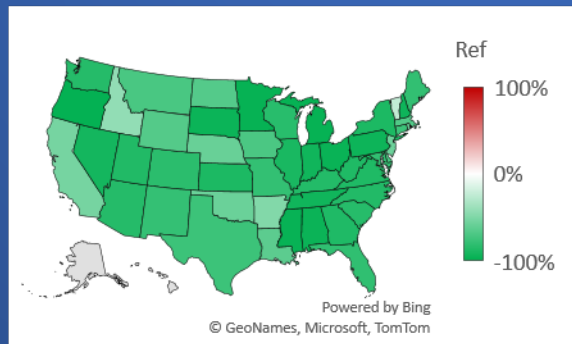 Ref
100%
0%
-100%
Powered by Bing
© GeoNames, Microsoft, TomTom